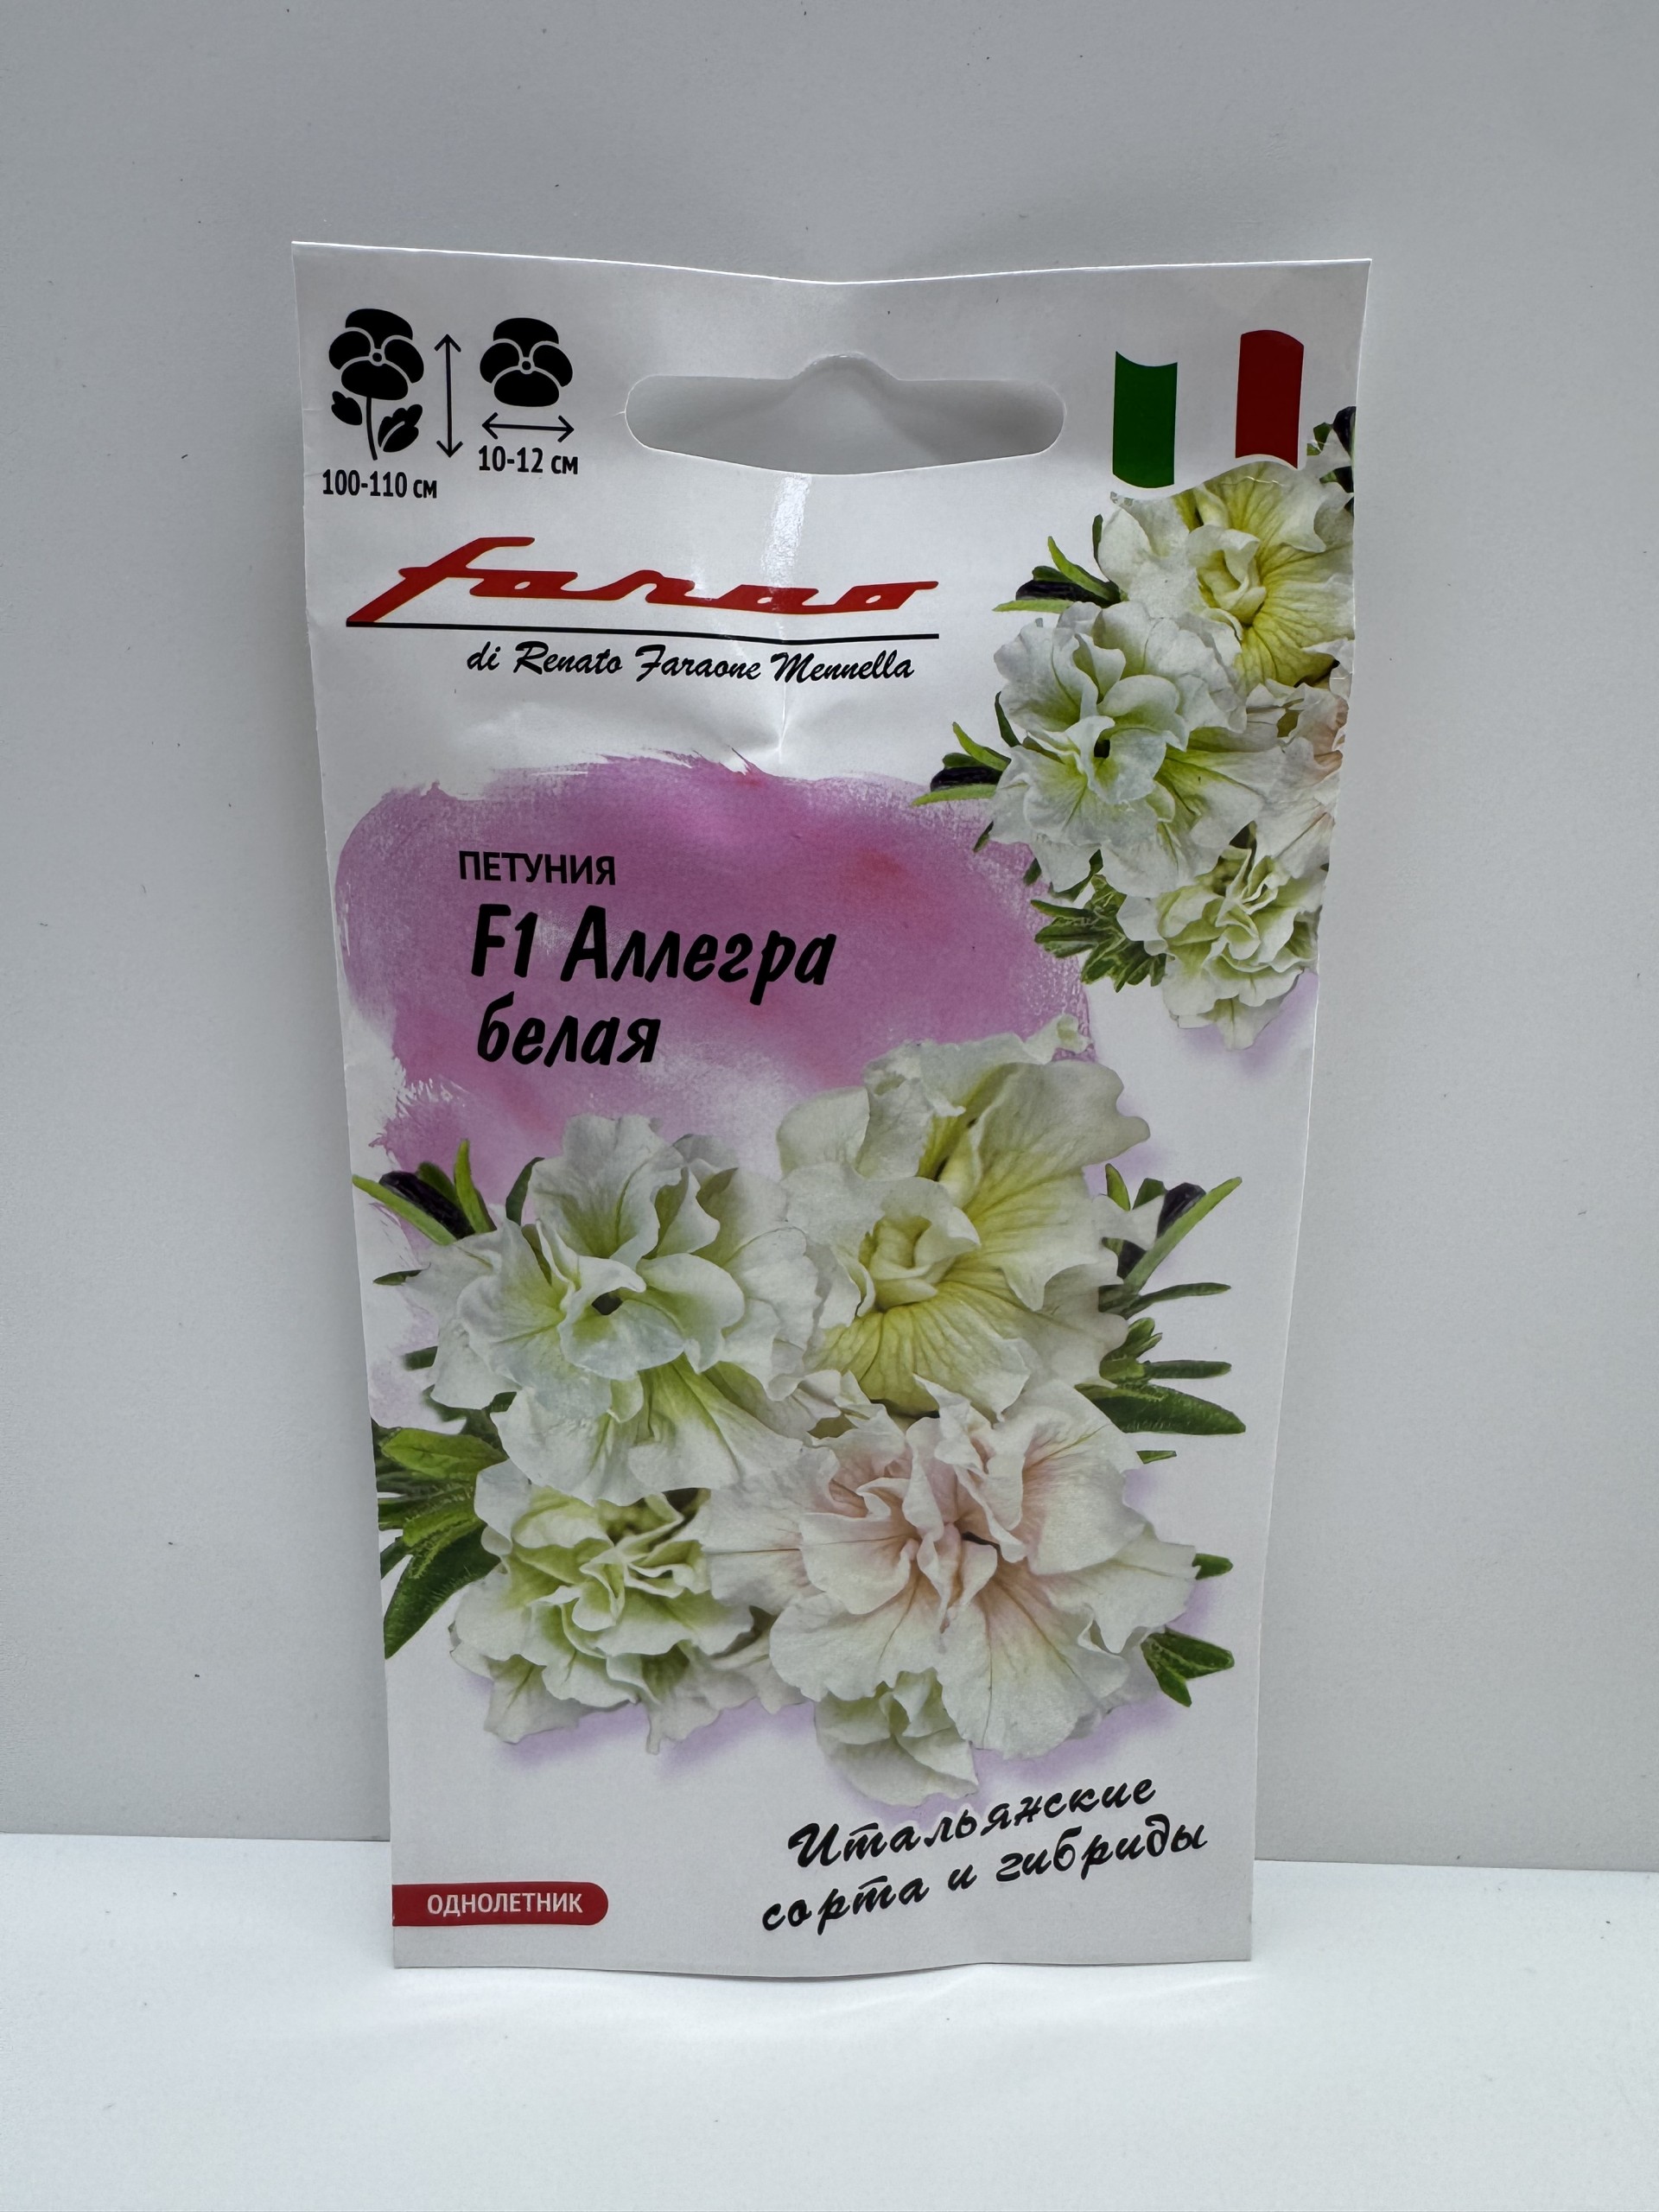 100-110 см
10-12 см
farao
di Renato Faraone Mennella
ПЕТУНИЯ
F1 Аллегра
белая
Итальянские
сорта и гибриды
ОДНОЛЕТНИК